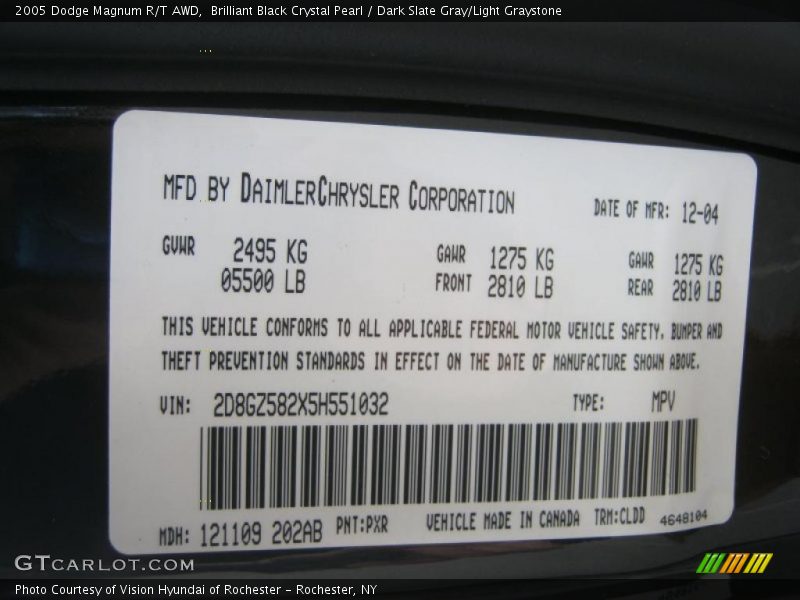 2005 Dodge Magnum R/T AWD,  Brilliant Black Crystal Pearl / Dark Slate Gray/Light Graystone
MFD BY DAIMLERCHRYSLER CORPORATION
DATE OF MFR: 12-04
GVWR 2495 KG GAWR 1275 KG GAWR 1275 KG
05500 LB FRONT 2810 LB REAR 2810 LB
THIS VEHICLE CONFORMS TO ALL APPLICABLE FEDERAL MOTOR VEHICLE SAFETY, BUMPER AND
THEFT PREVENTION STANDARDS IN EFFECT ON THE DATE OF MANUFACTURE SHOWN ABOVE.
VIN: 2D8GZ582X5H551032 TYPE: MPV
MDH: 121109 202AB PNT:PXR VEHICLE MADE IN CANADA TRM:CLDD 4648104
GTCARLOT.COM
Photo Courtesy of Vision Hyundai of Rochester – Rochester, NY